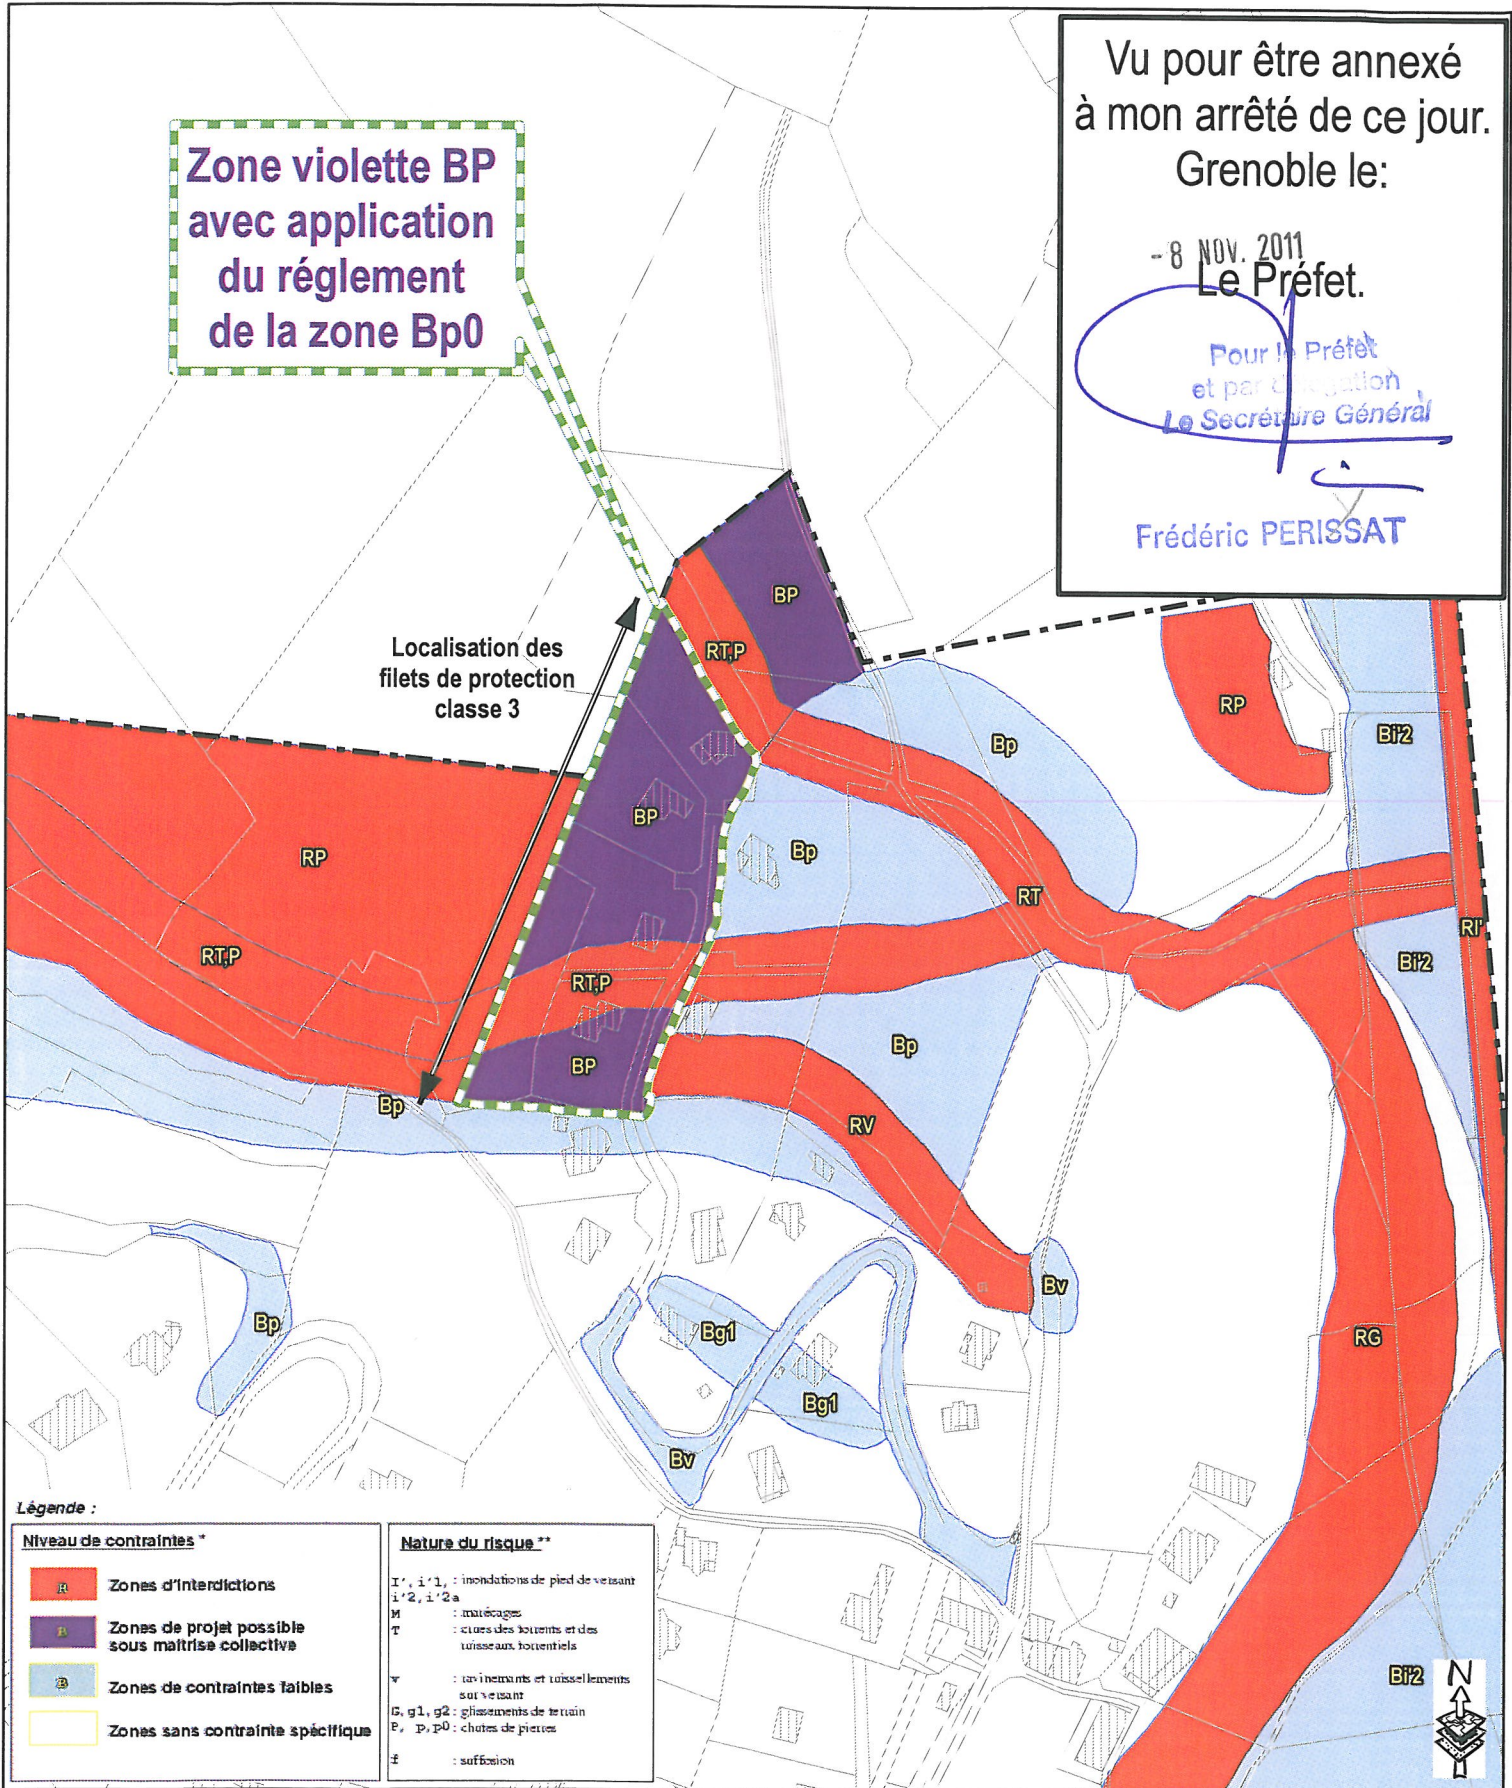 Vu pour être annexé
à mon arrêté de ce jour.
Grenoble le:
-8 NOV. 2011
Le Préfet.
Pour le Préfet
et par délégation
Le Secrétaire Général
Frédéric PERISSAT
Zone violette BP
avec application
du réglement
de la zone Bp0
Localisation des
filets de protection
classe 3
BP
RT,P
RP
Bp
Bi'2
BP
Bp
RP
RT
RI'
RT,P
Bi'2
RT,P
Bp
BP
Bp
RV
Bv
Bp
Bg1
RG
Bg1
Bv
Bi'2
N
Légende :
Niveau de contraintes *
R Zones d'interdictions
B Zones de projet possible
sous maîtrise collective
B Zones de contraintes faibles
Zones sans contrainte spécifique
Nature du risque **
I', i'1, : inondations de pied de versant
i'2, i'2a
M : marécages
T : crues des torrents et des
ruisseaux torrentiels
v : ravinements et ruissellements
sur versant
G, g1, g2 : glissements de terrain
P, p, p0 : chutes de pierres
f : suffosion